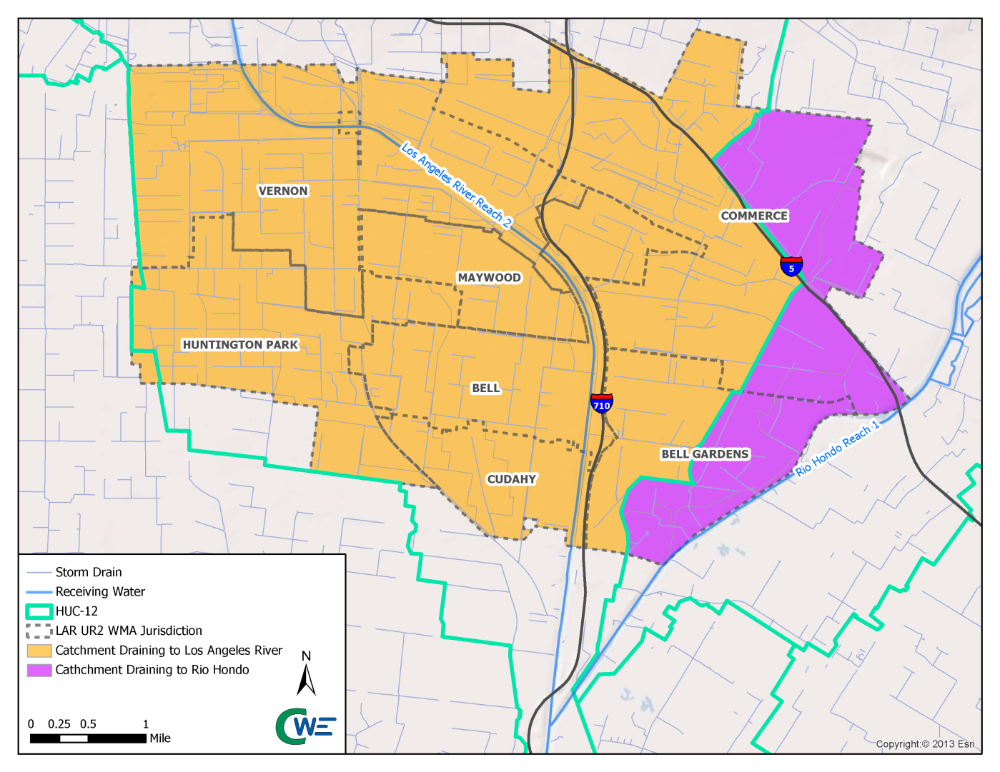 Los Angeles River Reach 2
VERNON
COMMERCE
5
MAYWOOD
HUNTINGTON PARK
BELL
710
BELL GARDENS
Rio Hondo Reach 1
CUDAHY
Storm Drain
Receiving Water
HUC-12
LAR UR2 WMA Jurisdiction
Catchment Draining to Los Angeles River
Cathchment Draining to Rio Hondo
N
0 0.25 0.5 1
Mile
CWE
Copyright:© 2013 Esri